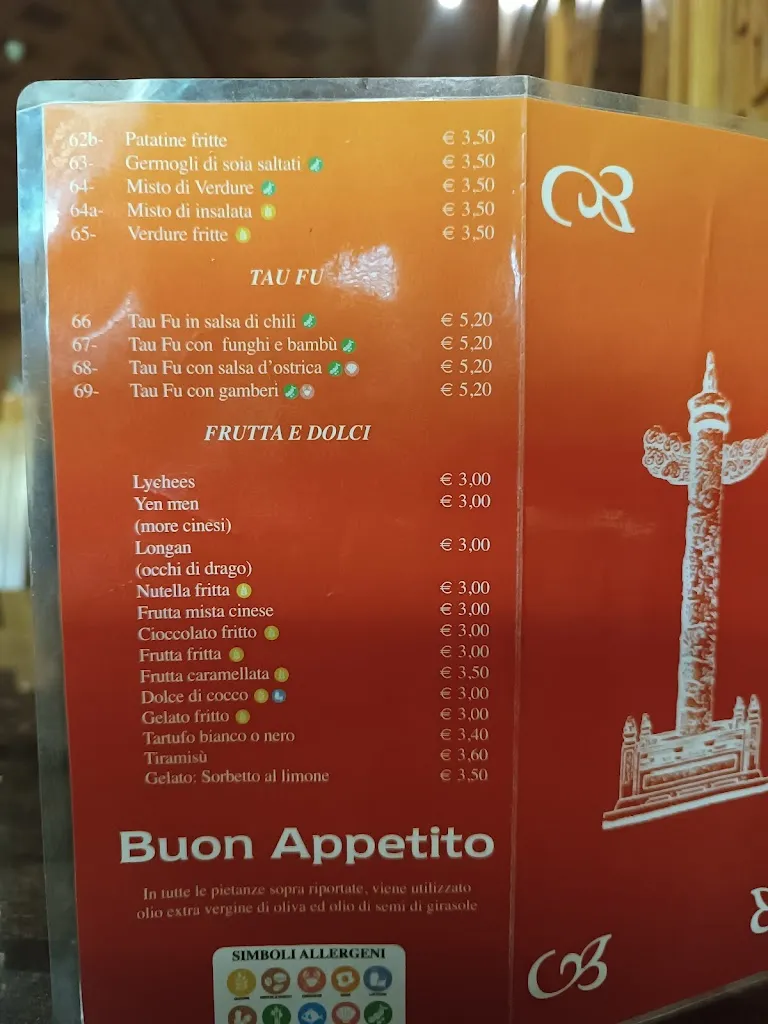 62b- Patatine fritte € 3,50
63- Germogli di soia saltati € 3,50
64- Misto di Verdure € 3,50
64a- Misto di insalata € 3,50
65- Verdure fritte € 3,50
TAU FU
66 Tau Fu in salsa di chili € 5,20
67- Tau Fu con funghi e bambù € 5,20
68- Tau Fu con salsa d'ostrica € 5,20
69- Tau Fu con gamberi € 5,20
FRUTTA E DOLCI
Lychees € 3,00
Yen men € 3,00
(more cinesi)
Longan € 3,00
(occhi di drago)
Nutella fritta € 3,00
Frutta mista cinese € 3,00
Cioccolato fritto € 3,00
Frutta fritta € 3,00
Frutta caramellata € 3,50
Dolce di cocco € 3,00
Gelato fritto € 3,00
Tartufo bianco o nero € 3,40
Tiramisù € 3,60
Gelato: Sorbetto al limone € 3,50
Buon Appetito
In tutte le pietanze sopra riportate, viene utilizzato
olio extra vergine di oliva ed olio di semi di girasole
SIMBOLI ALLERGENI